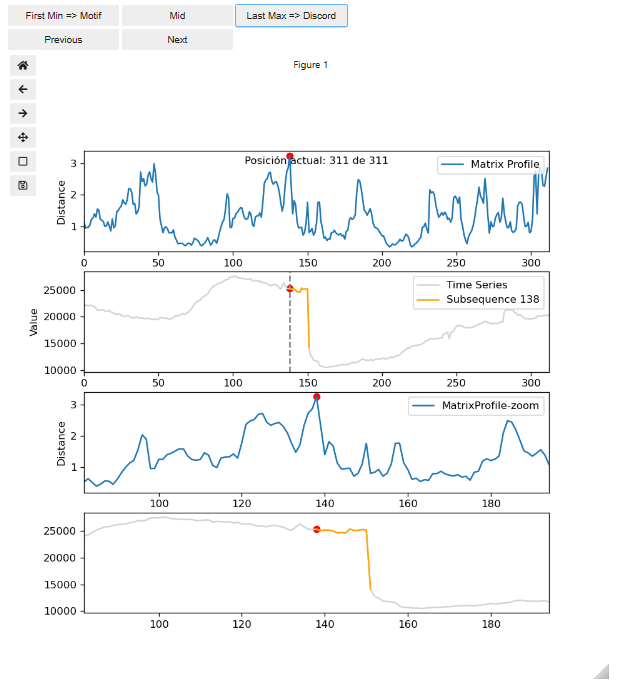 First Min => Motif Mid Last Max => Discord
Previous Next
Figure 1
Posición actual: 311 de 311
Matrix Profile
Distance
3
2
1
0 50 100 150 200 250 300
Time Series
Subsequence 138
Value
25000
20000
15000
10000
0 50 100 150 200 250 300
MatrixProfile-zoom
Distance
3
2
1
100 120 140 160 180
25000
20000
15000
10000
100 120 140 160 180